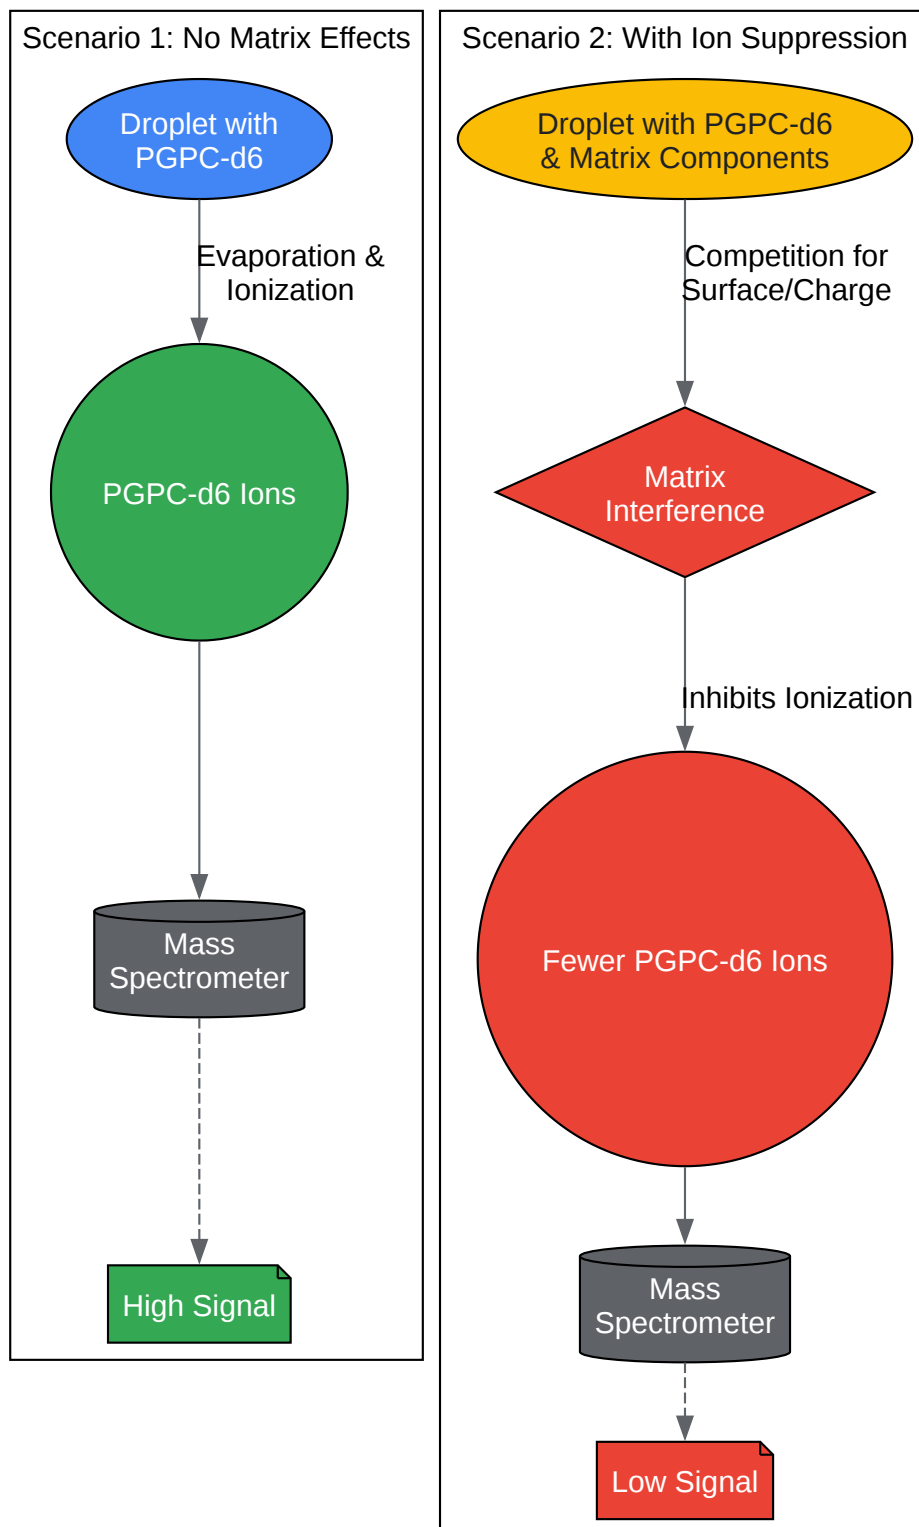 Scenario 1: No Matrix Effects
Droplet with
PGPC-d6
Evaporation &
Ionization
PGPC-d6 Ions
Mass
Spectrometer
High Signal
Scenario 2: With Ion Suppression
Droplet with PGPC-d6
& Matrix Components
Competition for
Surface/Charge
Matrix
Interference
Inhibits Ionization
Fewer PGPC-d6 Ions
Mass
Spectrometer
Low Signal